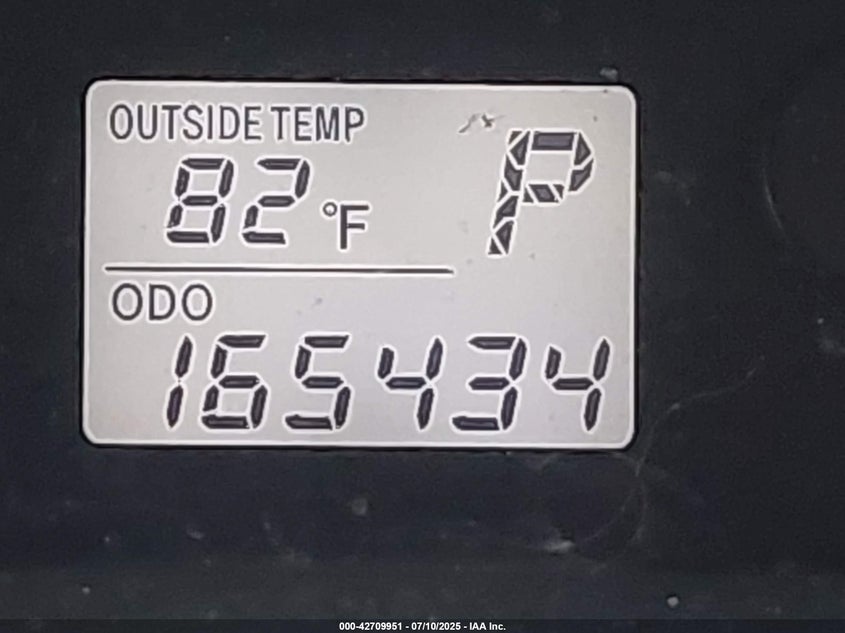 OUTSIDE TEMP
82 °F
P
ODO
165434
000-42709951 - 07/10/2025 - IAA Inc.